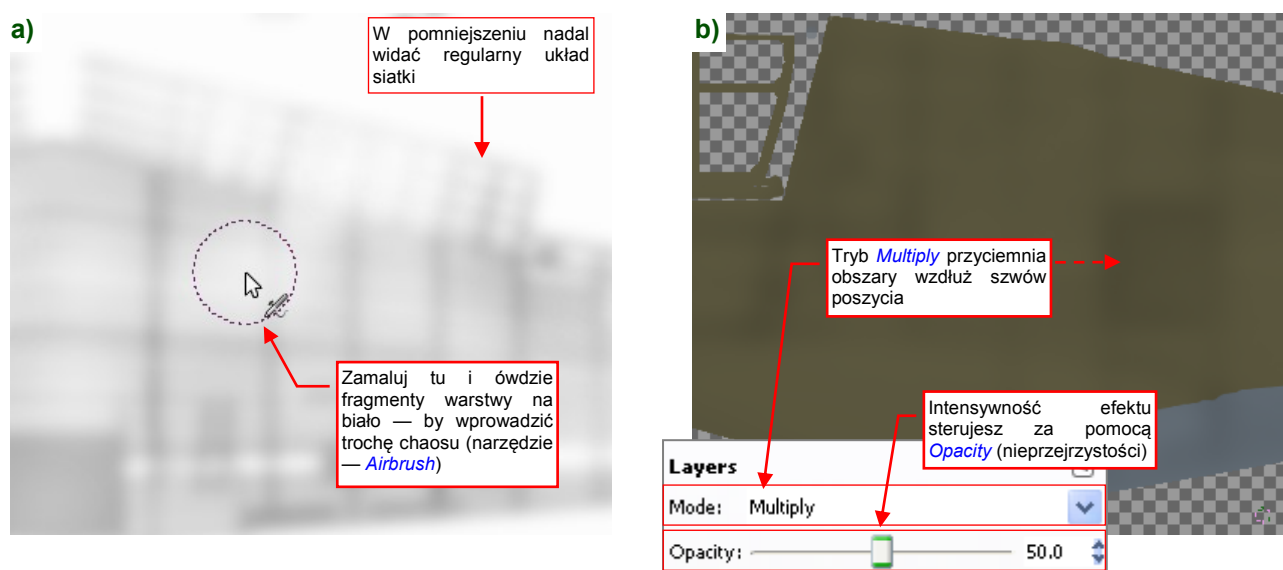 a)
W pomniejszeniu nadal
widać regularny układ
siatki
Zamaluj tu i ówdzie
fragmenty warstwy na
biało — by wprowadzić
trochę chaosu (narzędzie
— Airbrush)
b)
Tryb Multiply przyciemnia
obszary wzdłuż szwów
poszycia
Intensywność efektu
sterujesz za pomocą
Opacity (nieprzejrzystości)
Layers
Mode: Multiply
Opacity: 50.0